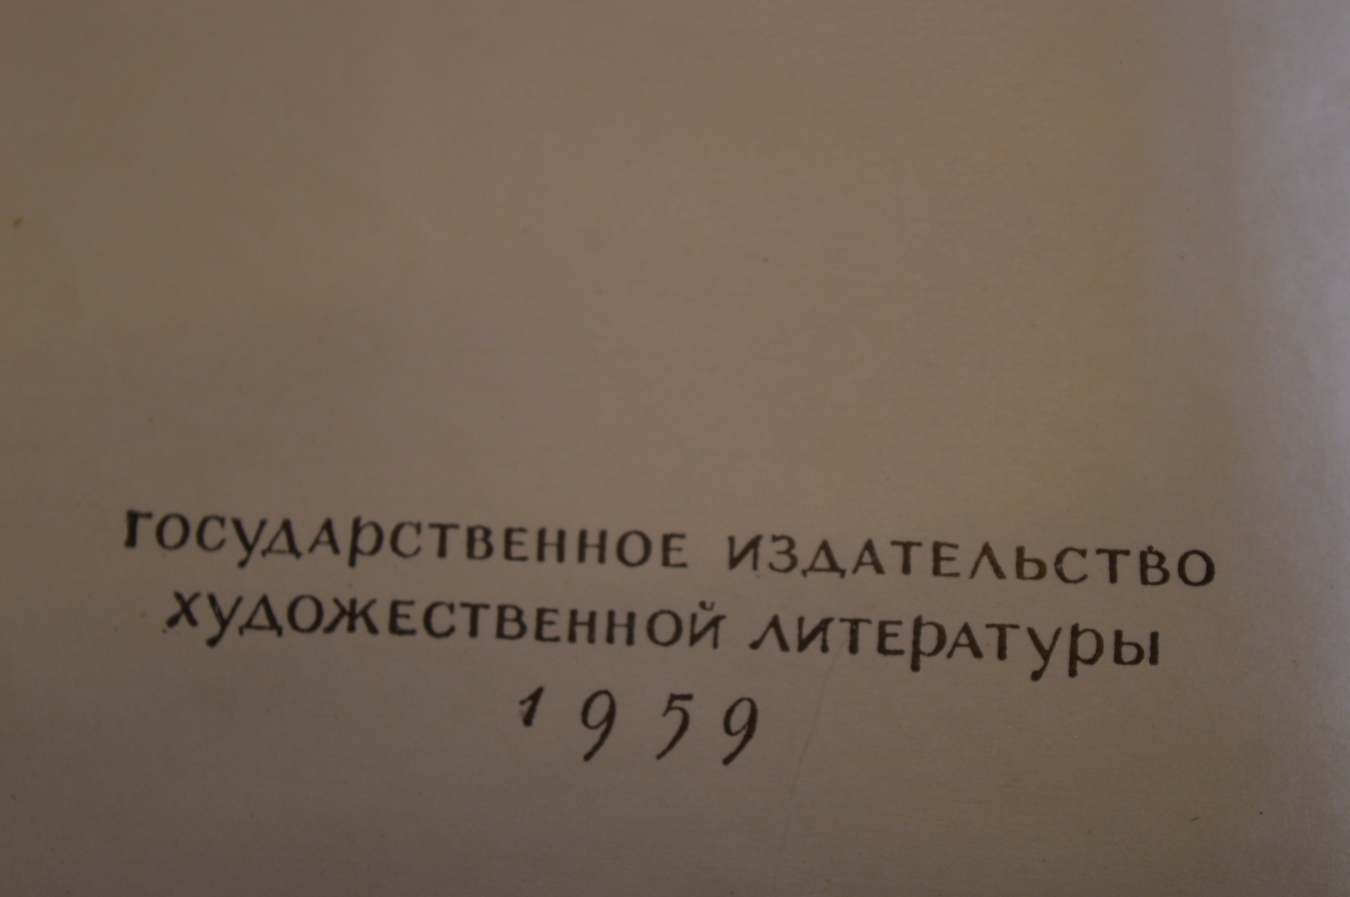 ГОСУДАРСТВЕННОЕ ИЗДАТЕЛЬСТВО
ХУДОЖЕСТВЕННОЙ ЛИТЕРАТУРЫ
1959